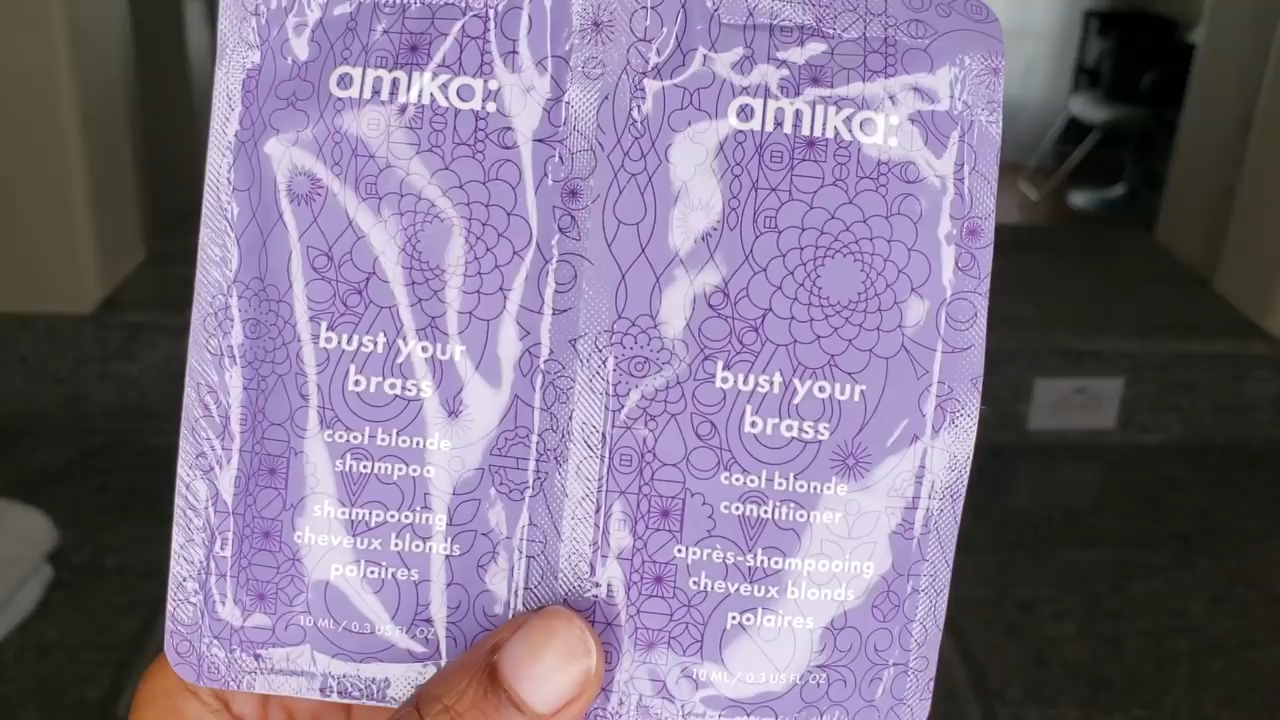 amika:
bust your
brass
cool blonde
shampoo
shampooing
cheveux blonds
polaires
10 ML / 0.3 US FL. OZ
amika:
bust your
brass
cool blonde
conditioner
après-shampooing
cheveux blonds
polaires
10 ML / 0.3 US FL. OZ